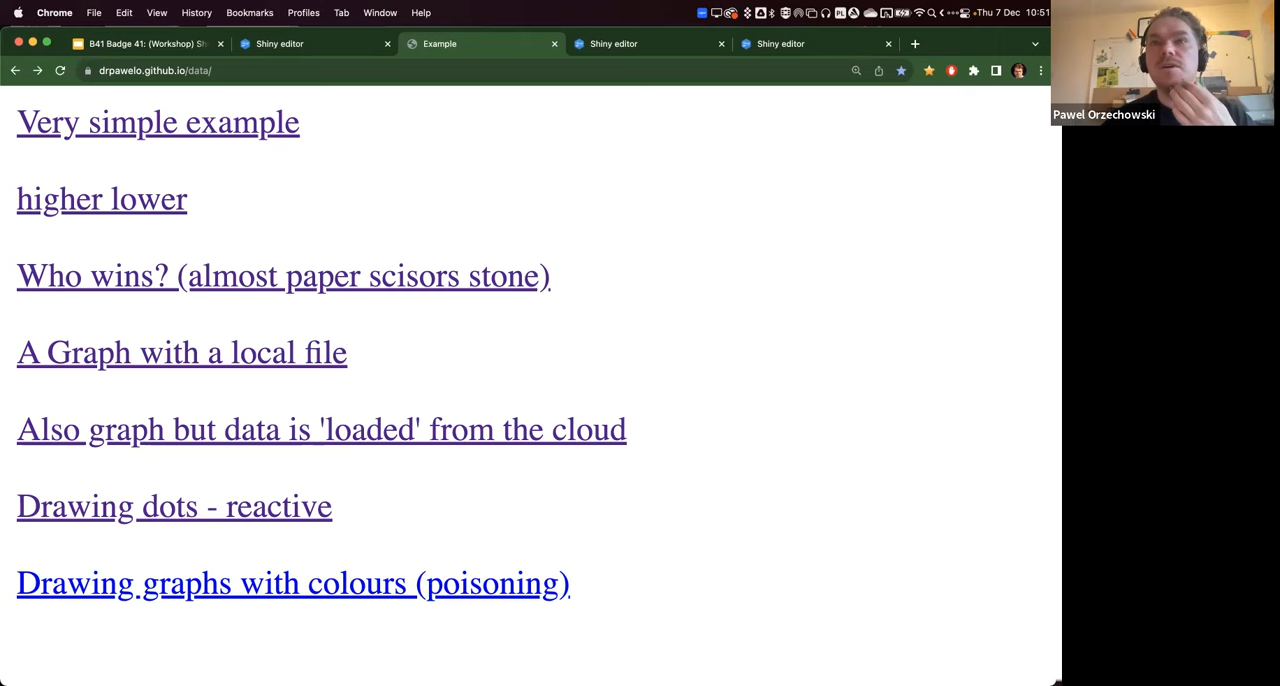 Chrome File Edit View History Bookmarks Profiles Tab Window Help Thu 7 Dec 10:51
B41 Badge 41: (Workshop) Sh
Shiny editor
Example
Shiny editor
Shiny editor
drpawelo.github.io/data/
Pawel Orzechowski
Very simple example
higher lower
Who wins? (almost paper scisors stone)
A Graph with a local file
Also graph but data is 'loaded' from the cloud
Drawing dots - reactive
Drawing graphs with colours (poisoning)